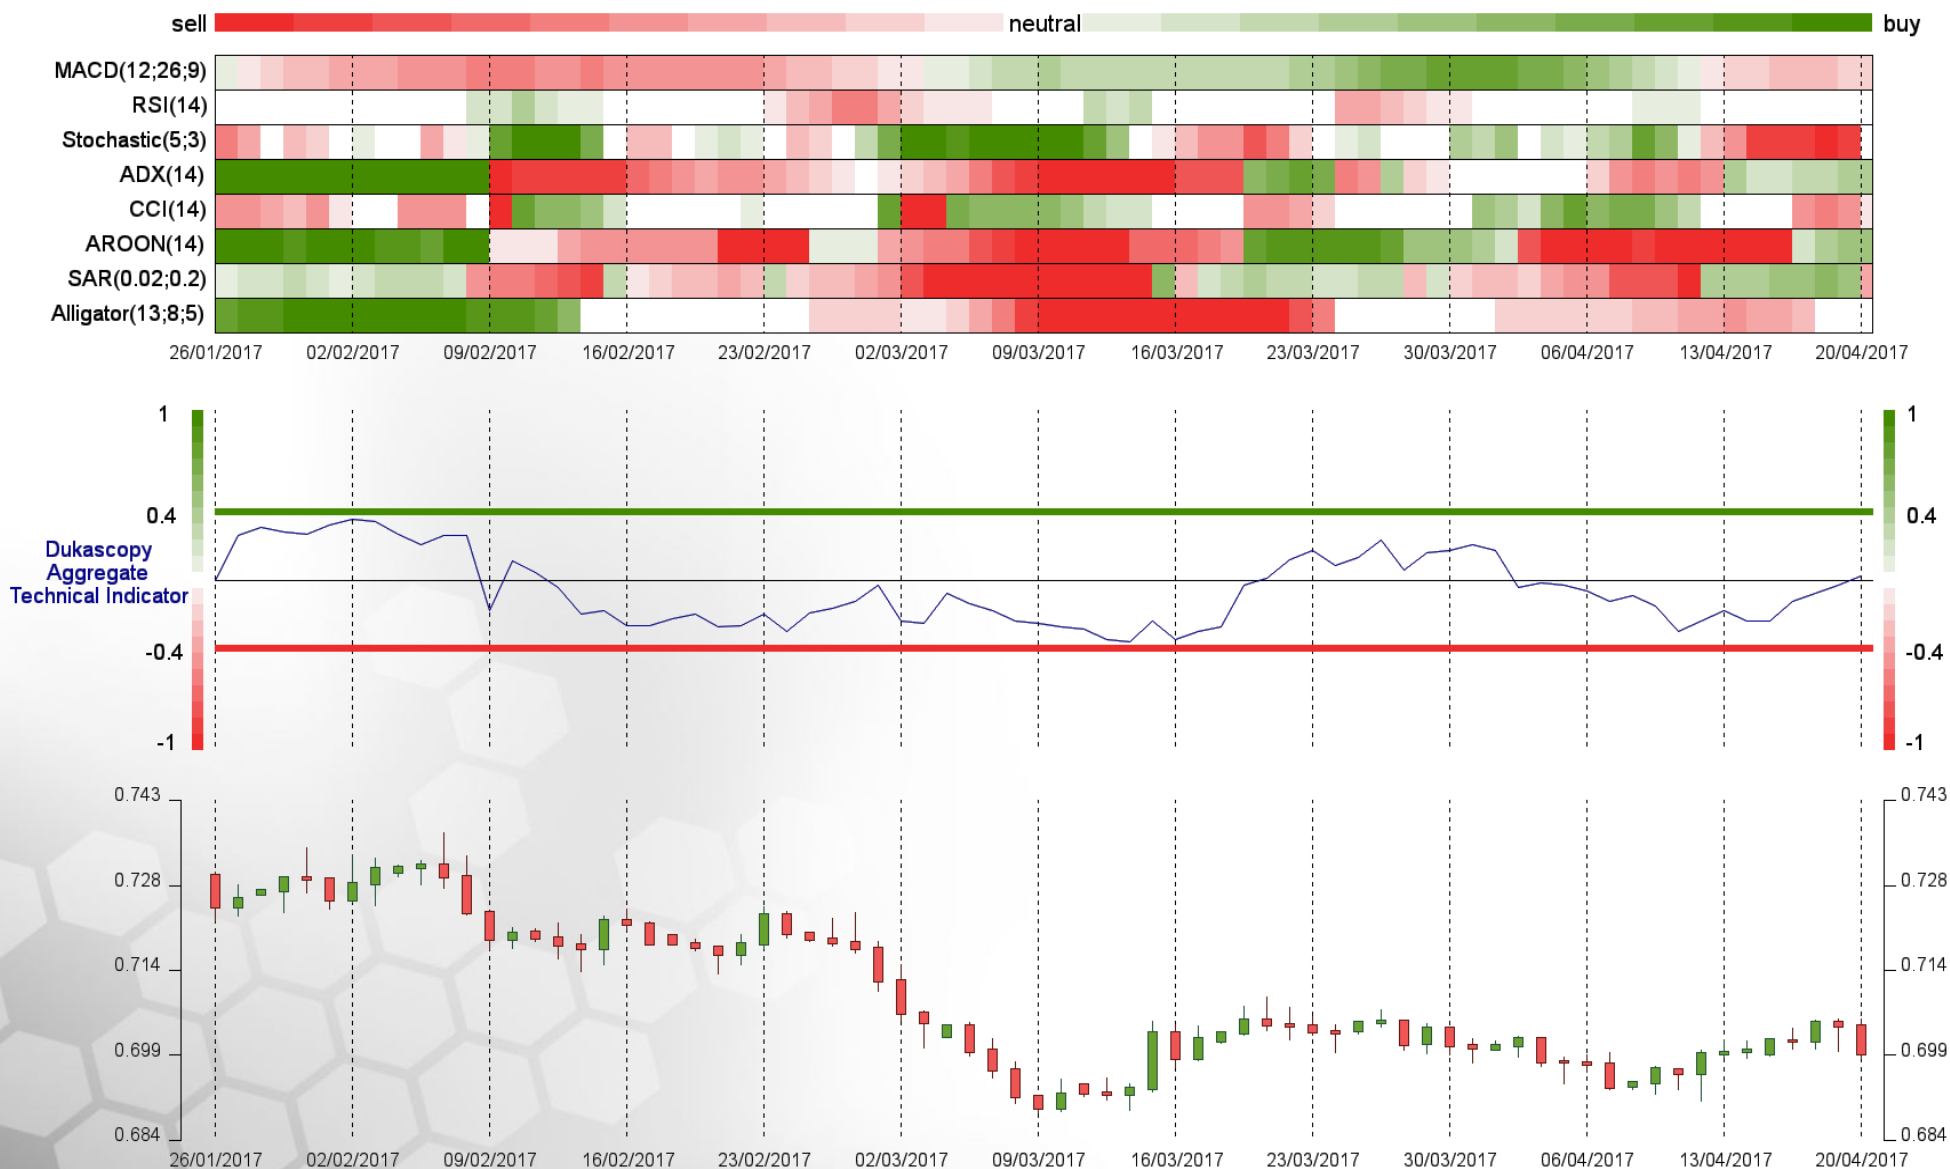 sell neutral buy
MACD(12;26;9)
RSI(14)
Stochastic(5;3)
ADX(14)
CCI(14)
AROON(14)
SAR(0.02;0.2)
Alligator(13;8;5)
26/01/2017 02/02/2017 09/02/2017 16/02/2017 23/02/2017 02/03/2017 09/03/2017 16/03/2017 23/03/2017 30/03/2017 06/04/2017 13/04/2017 20/04/2017
1 1
0.4 0.4
Dukascopy
Aggregate
Technical Indicator
-0.4 -0.4
-1 -1
0.743 0.743
0.728 0.728
0.714 0.714
0.699 0.699
0.684 0.684
26/01/2017 02/02/2017 09/02/2017 16/02/2017 23/02/2017 02/03/2017 09/03/2017 16/03/2017 23/03/2017 30/03/2017 06/04/2017 13/04/2017 20/04/2017